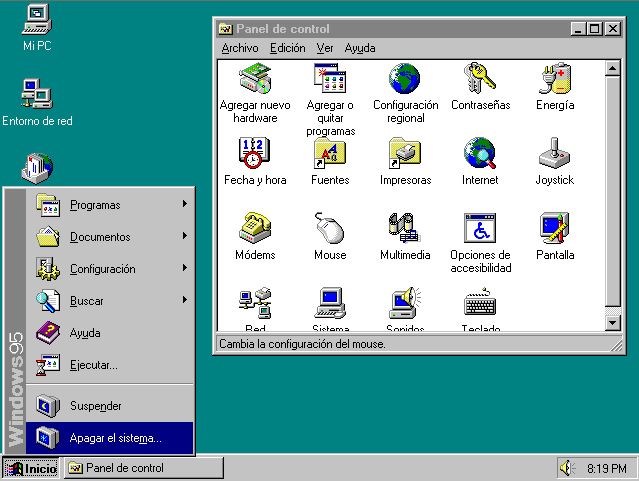 Mi PC
Entorno de red
Panel de control
Archivo Edición Ver Ayuda
Agregar nuevo
hardware
Agregar o
quitar
programas
Configuración
regional
Contraseñas
Energía
Fecha y hora
Fuentes
Impresoras
Internet
Joystick
Módems
Mouse
Multimedia
Opciones de
accesibilidad
Pantalla
Red
Sistema
Sonidos
Teclado
Cambia la configuración del mouse.
Programas
Documentos
Configuración
Buscar
Ayuda
Ejecutar...
Suspender
Apagar el sistema...
Windows95
Inicio
Panel de control
8:19 PM